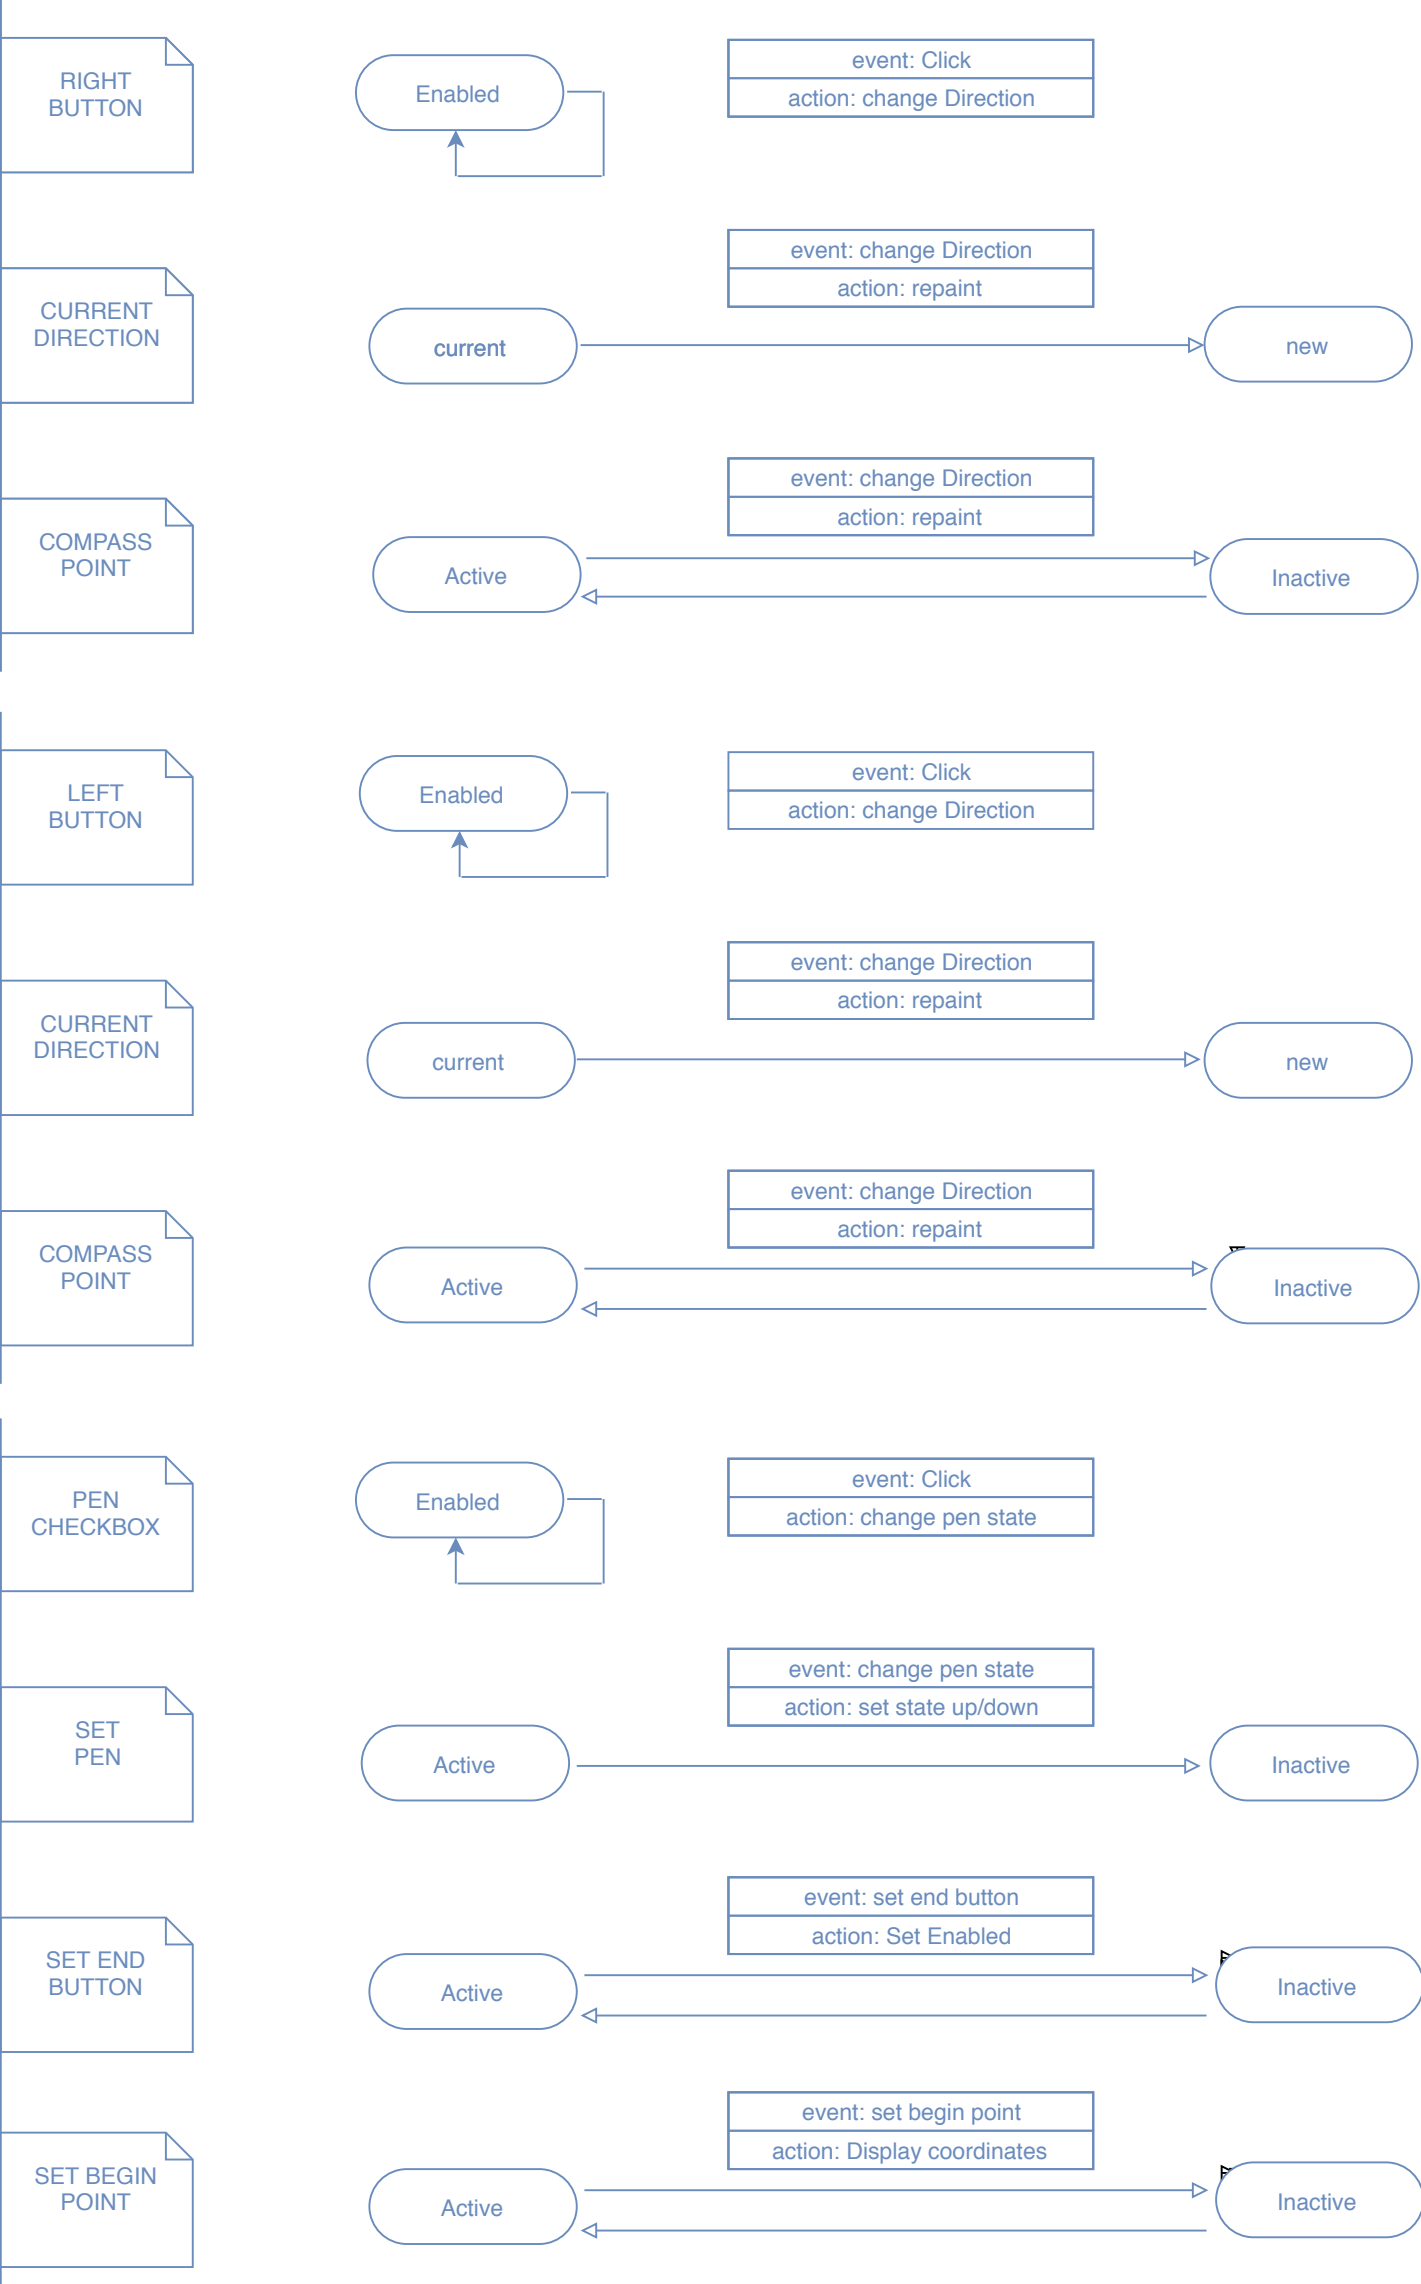 RIGHT
BUTTON
Enabled
event: Click
action: change Direction
CURRENT
DIRECTION
current
event: change Direction
action: repaint
new
COMPASS
POINT
Active
event: change Direction
action: repaint
Inactive
LEFT
BUTTON
Enabled
event: Click
action: change Direction
CURRENT
DIRECTION
current
event: change Direction
action: repaint
new
COMPASS
POINT
Active
event: change Direction
action: repaint
Inactive
PEN
CHECKBOX
Enabled
event: Click
action: change pen state
SET
PEN
Active
event: change pen state
action: set state up/down
Inactive
SET END
BUTTON
Active
event: set end button
action: Set Enabled
Inactive
SET BEGIN
POINT
Active
event: set begin point
action: Display coordinates
Inactive